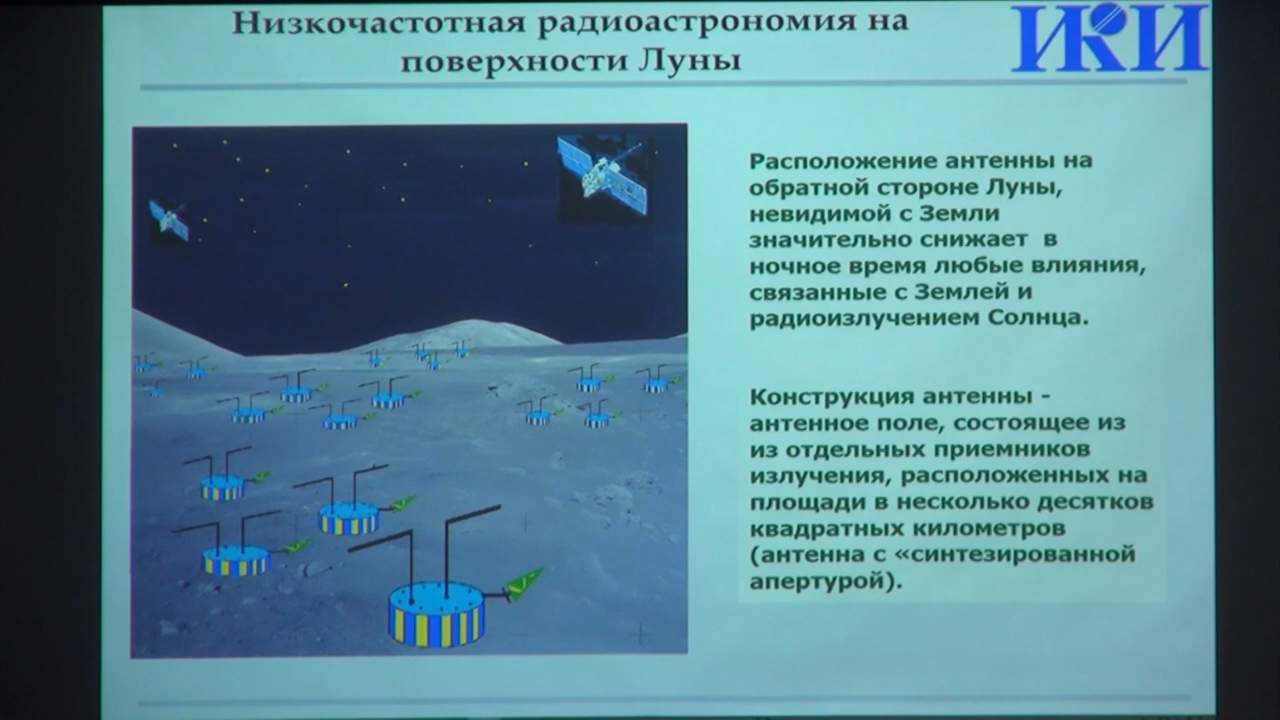 Низкочастотная радиоастрономия на
поверхности Луны
ИКИ
Расположение антенны на
обратной стороне Луны,
невидимой с Земли
значительно снижает в
ночное время любые влияния,
связанные с Землей и
радиоизлучением Солнца.
Конструкция антенны -
антенное поле, состоящее из
из отдельных приемников
излучения, расположенных на
площади в несколько десятков
квадратных километров
(антенна с «синтезированной
апертурой).